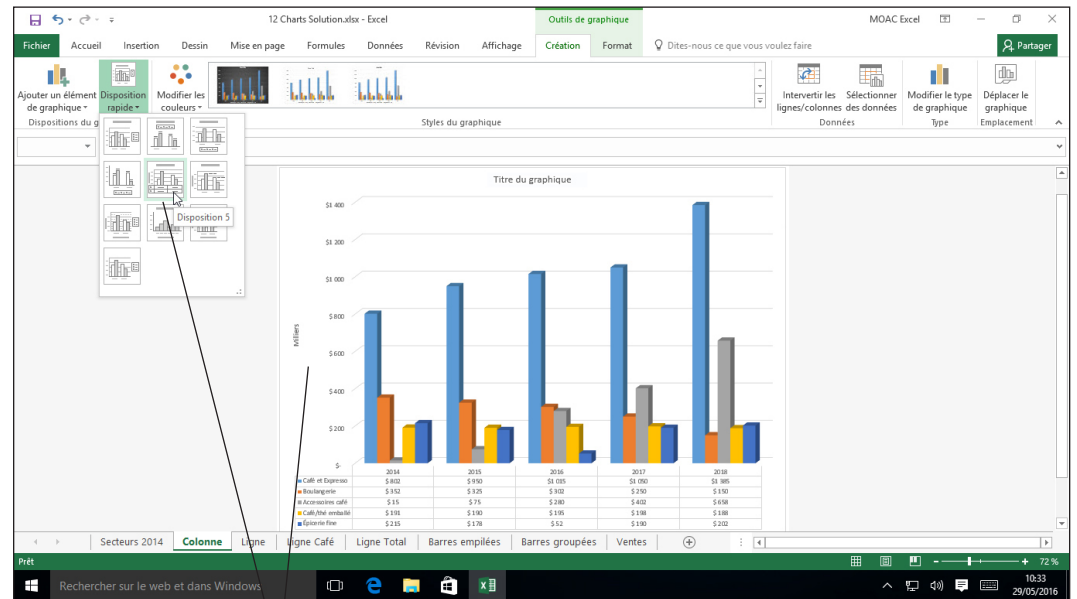 12 Charts Solution.xlsx - Excel
Outils de graphique
MOAC Excel
Fichier
Accueil
Insertion
Dessin
Mise en page
Formules
Données
Révision
Affichage
Création
Format
Dites-nous ce que vous voulez faire
Partager
Ajouter un élément
de graphique
Disposition
rapide
Modifier les
couleurs
Intervertir les
lignes/colonnes
Sélectionner
des données
Modifier le type
de graphique
Déplacer le
graphique
Dispositions du g
Styles du graphique
Données
Type
Emplacement
Disposition 5
Titre du graphique
$1 400
$1 200
$1 000
$ 800
$ 600
$ 400
$ 200
$-
Milliers
2014 2015 2016 2017 2018
Café et Expresso $ 802 $ 950 $1 015 $1 050 $1 385
Boulangerie $ 352 $ 325 $ 302 $ 250 $ 150
Accessoires café $ 15 $ 75 $ 280 $ 402 $ 658
Café/thé emballé $ 191 $ 190 $ 195 $ 198 $ 188
Épicerie fine $ 215 $ 178 $ 52 $ 190 $ 202
Secteurs 2014
Colonne
Ligne
Ligne Café
Ligne Total
Barres empilées
Barres groupées
Ventes
Prêt
72 %
Rechercher sur le web et dans Windows
10:33
29/05/2016